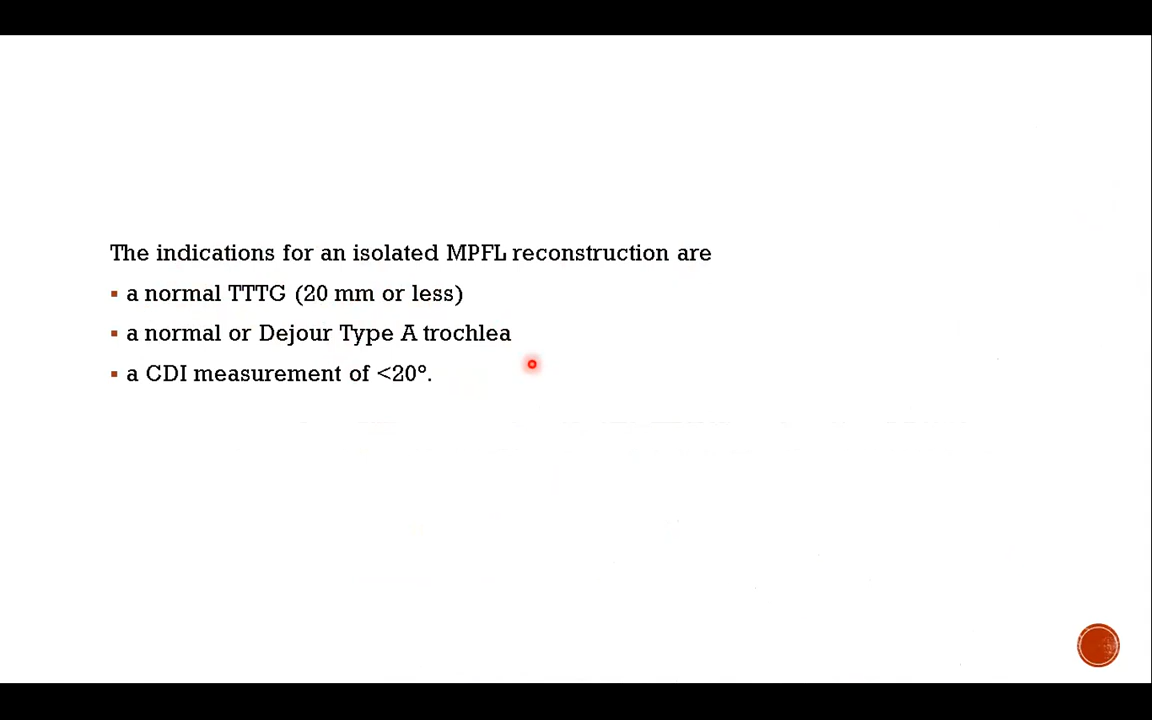 The indications for an isolated MPFL reconstruction are
▪ a normal TTTG (20 mm or less)
▪ a normal or Dejour Type A trochlea
▪ a CDI measurement of <20°.